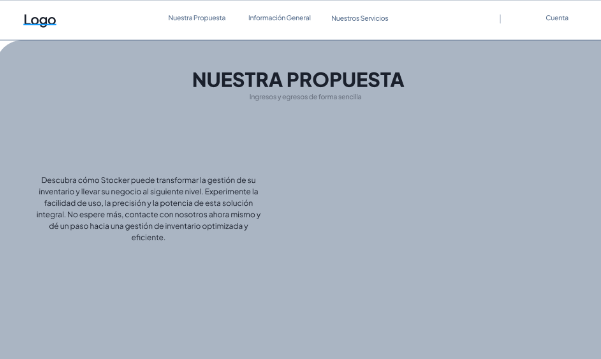 Logo
Nuestra Propuesta
Información General
Nuestros Servicios
Cuenta
NUESTRA PROPUESTA
Ingresos y egresos de forma sencilla
Descubra cómo Stocker puede transformar la gestión de su
inventario y llevar su negocio al siguiente nivel. Experimente la
facilidad de uso, la precisión y la potencia de esta solución
integral. No espere más, contacte con nosotros ahora mismo y
dé un paso hacia una gestión de inventario optimizada y
eficiente.